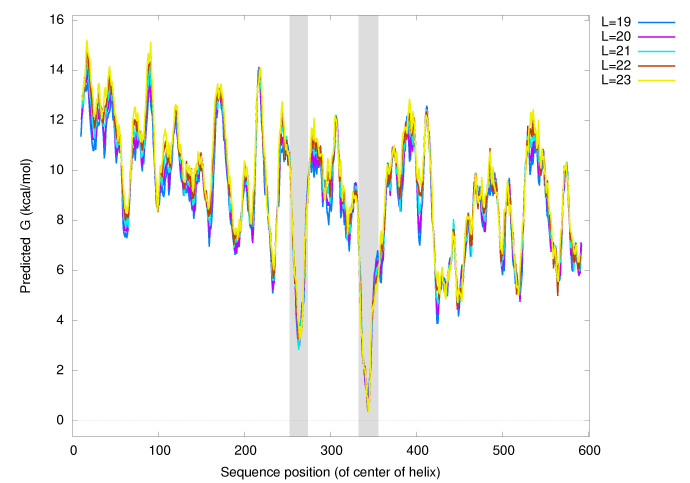 16
14
12
10
8
6
4
2
0
Predicted G (kcal/mol)
0
100
200
300
400
500
600
Sequence position (of center of helix)
L=19
L=20
L=21
L=22
L=23